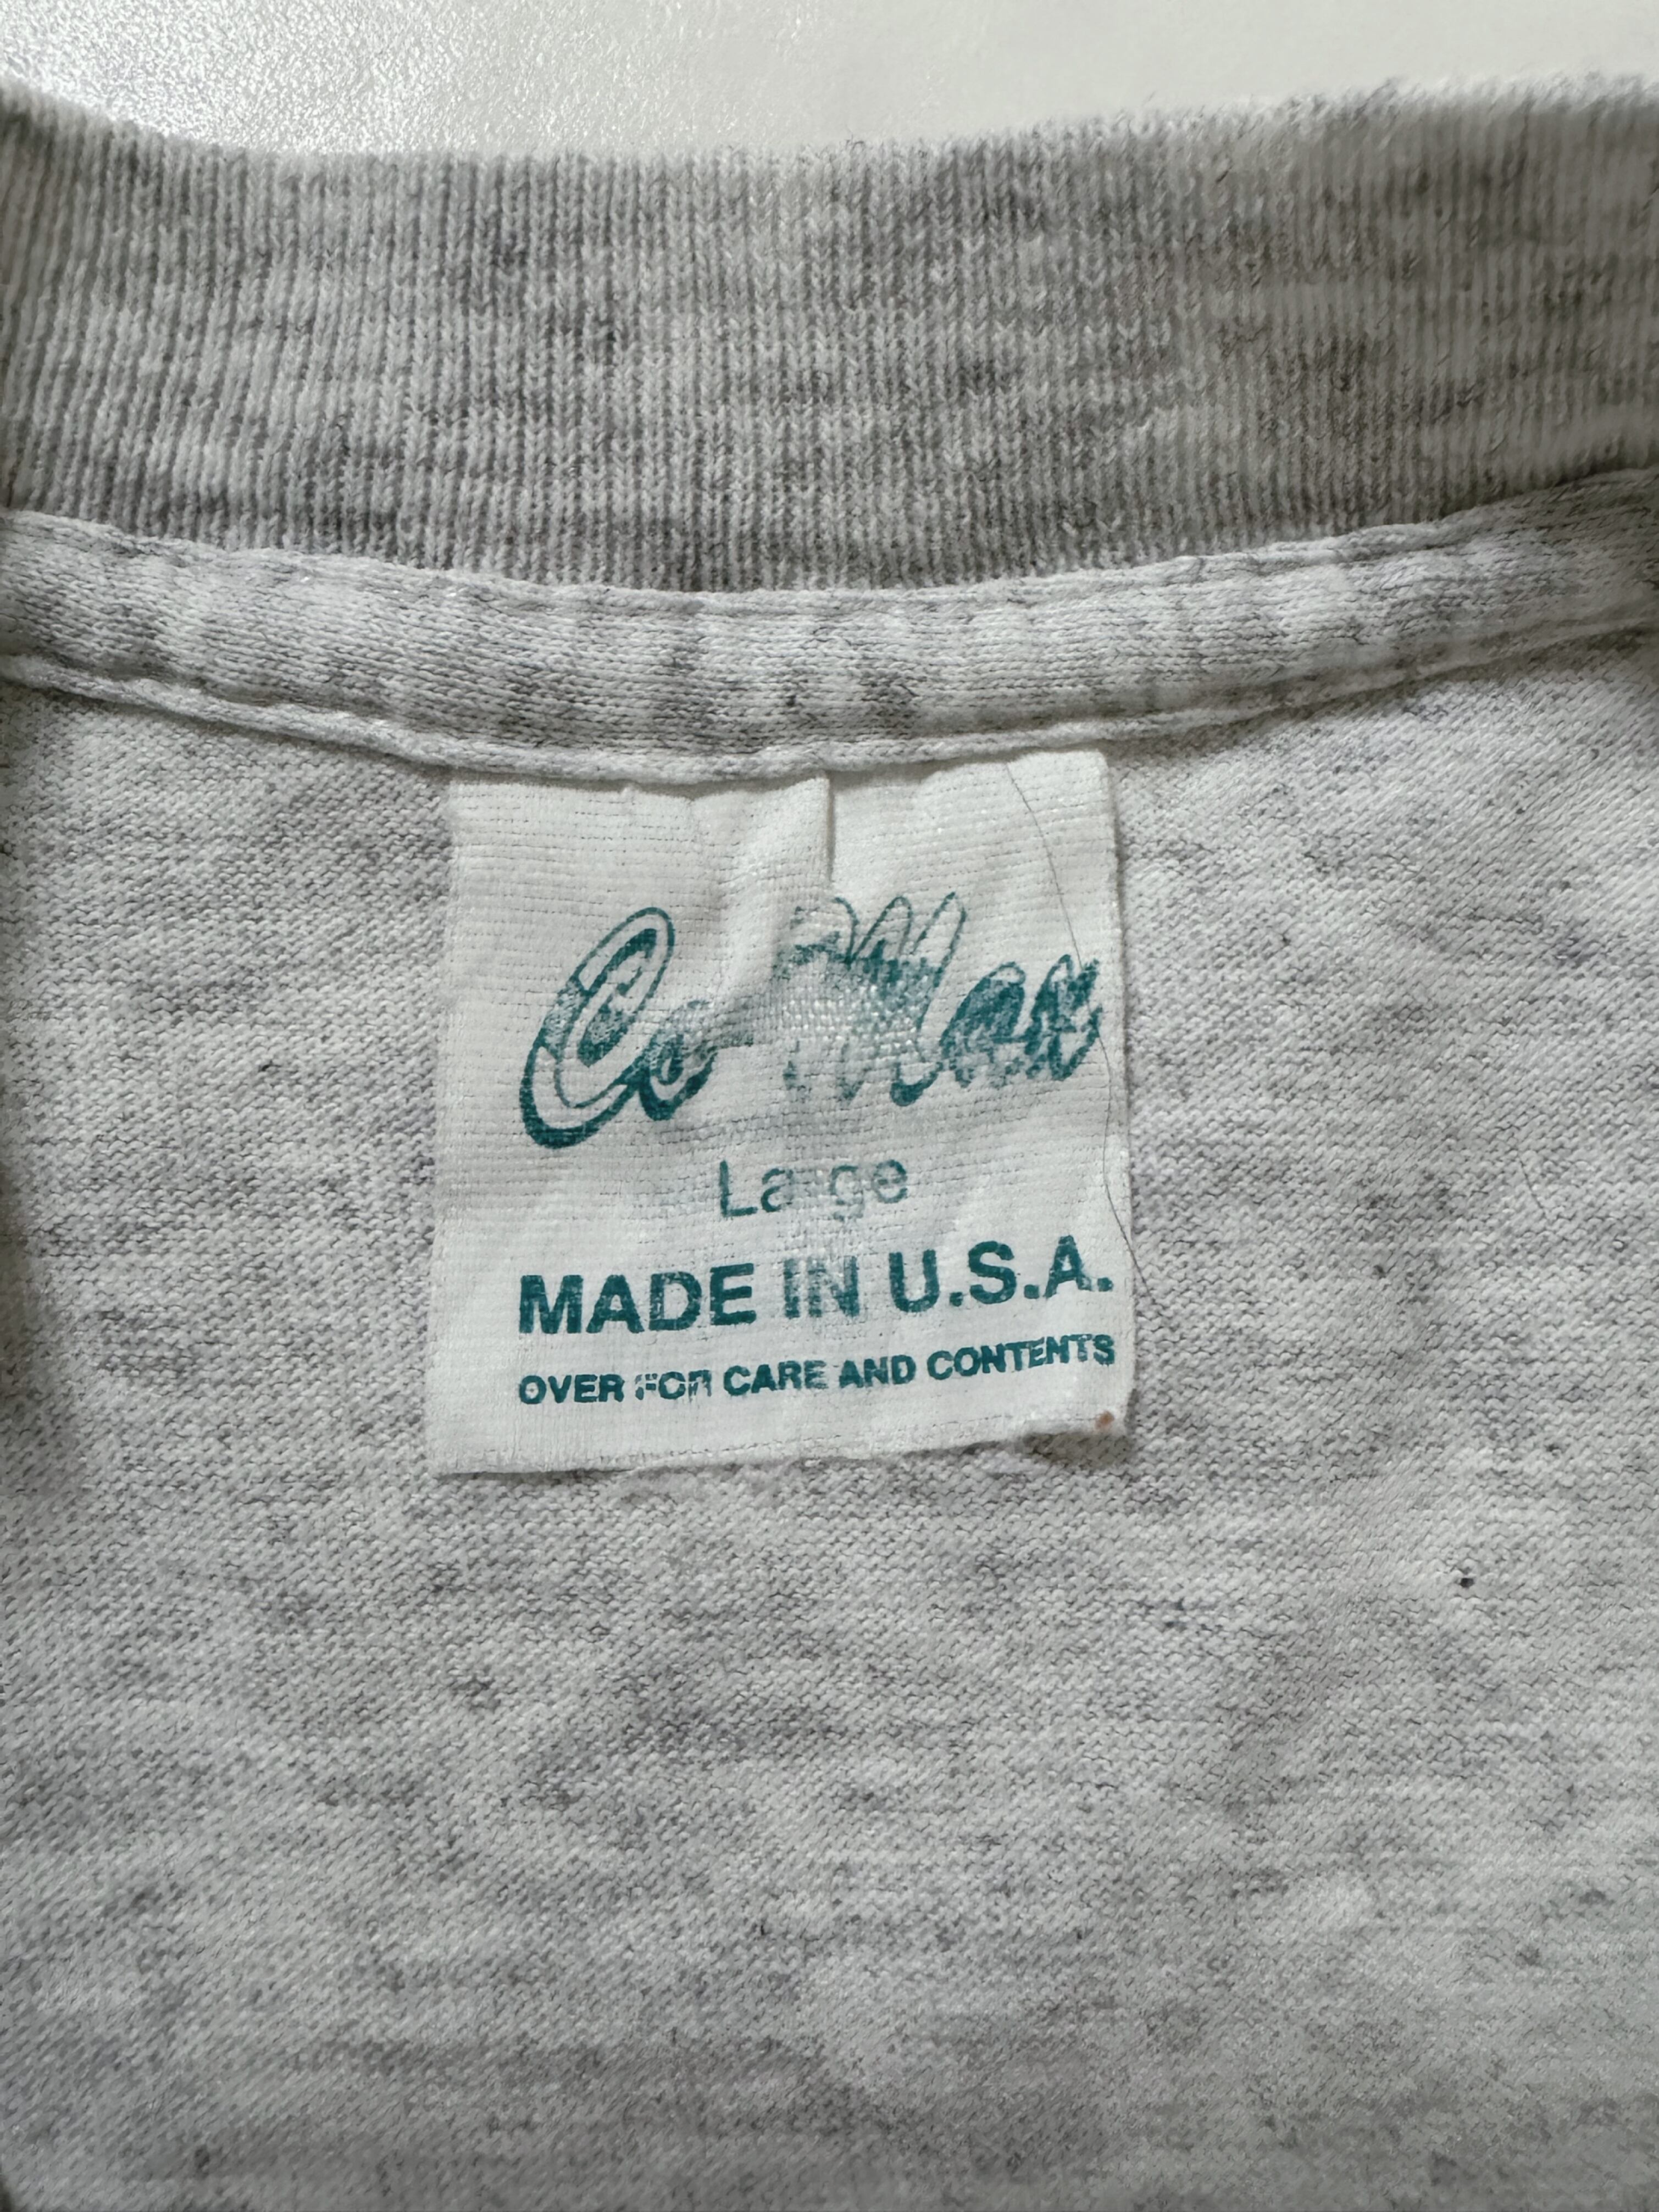 Large
MADE IN U.S.A.
OVER FOR CARE AND CONTENTS